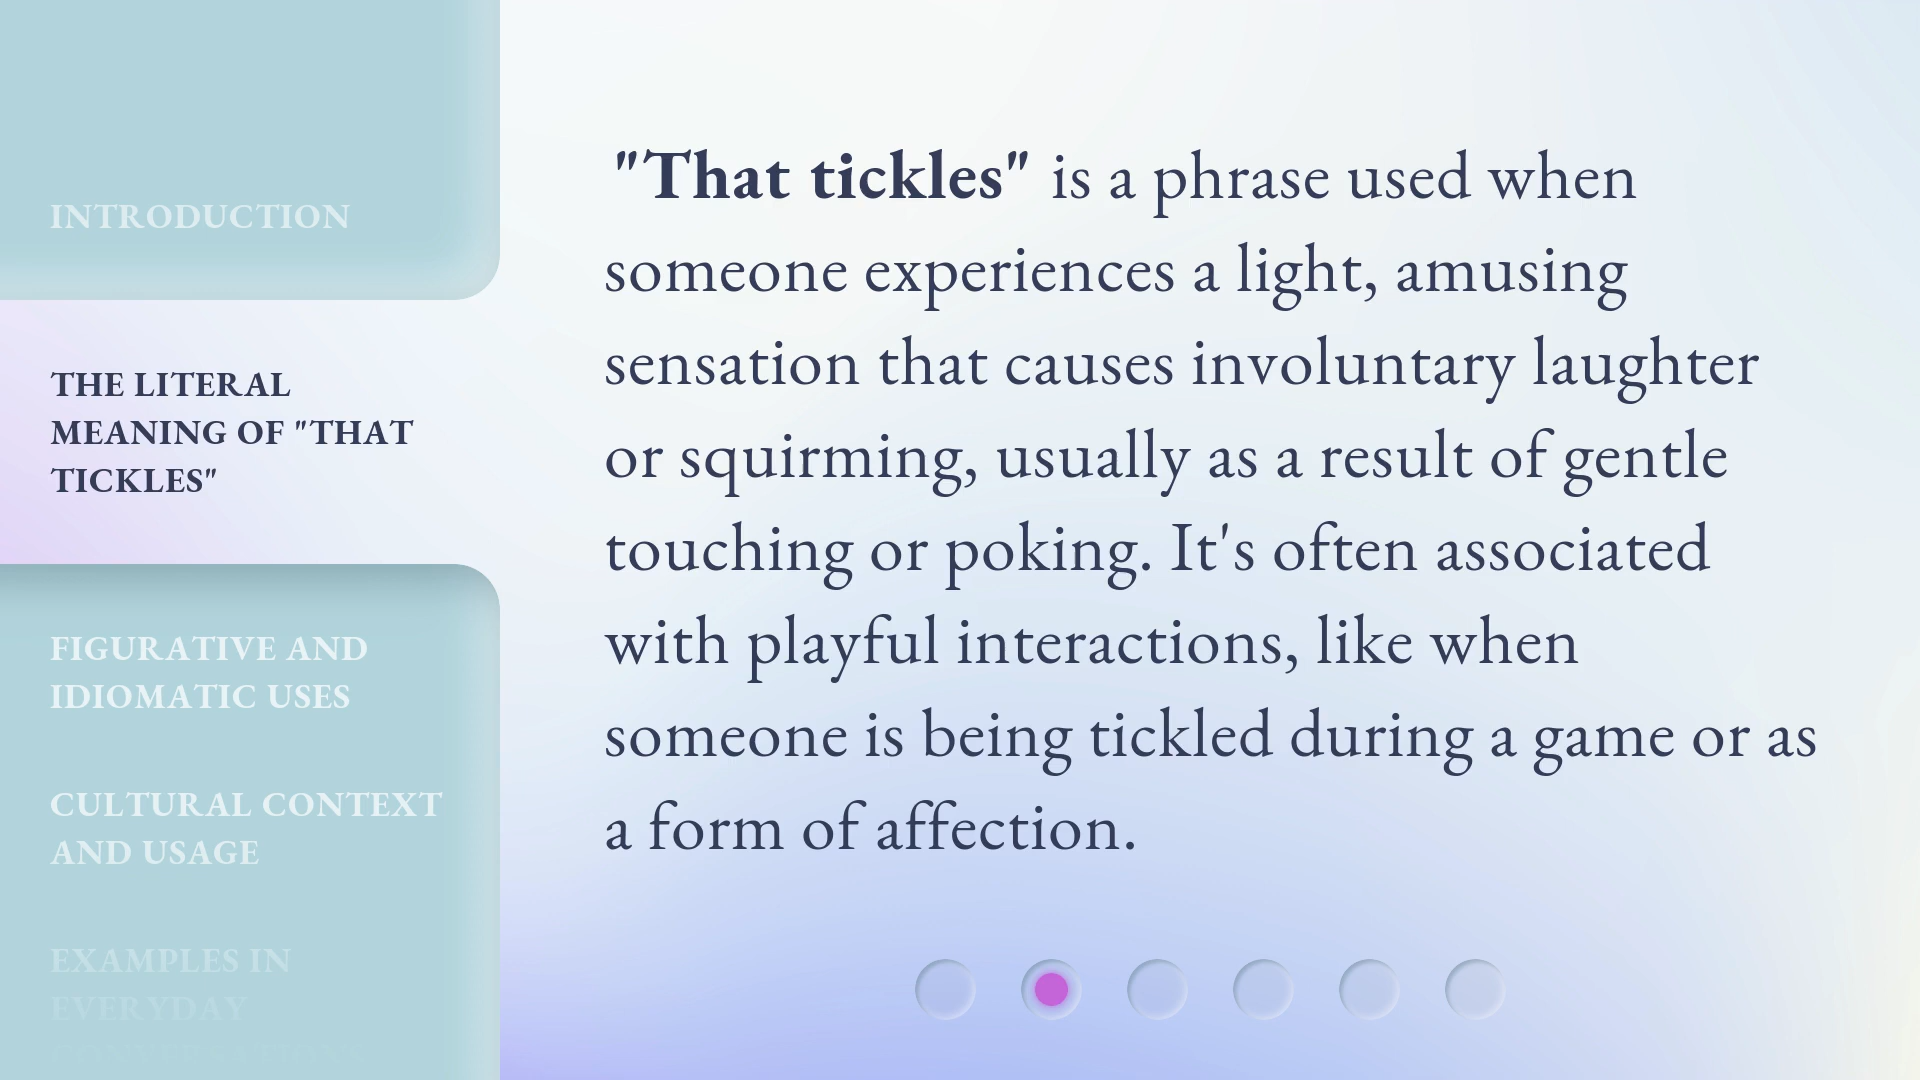 INTRODUCTION
THE LITERAL
MEANING OF "THAT
TICKLES"
FIGURATIVE AND
IDIOMATIC USES
CULTURAL CONTEXT
AND USAGE
EXAMPLES IN
EVERYDAY
CONVERSATIONS
"That tickles" is a phrase used when
someone experiences a light, amusing
sensation that causes involuntary laughter
or squirming, usually as a result of gentle
touching or poking. It's often associated
with playful interactions, like when
someone is being tickled during a game or as
a form of affection.